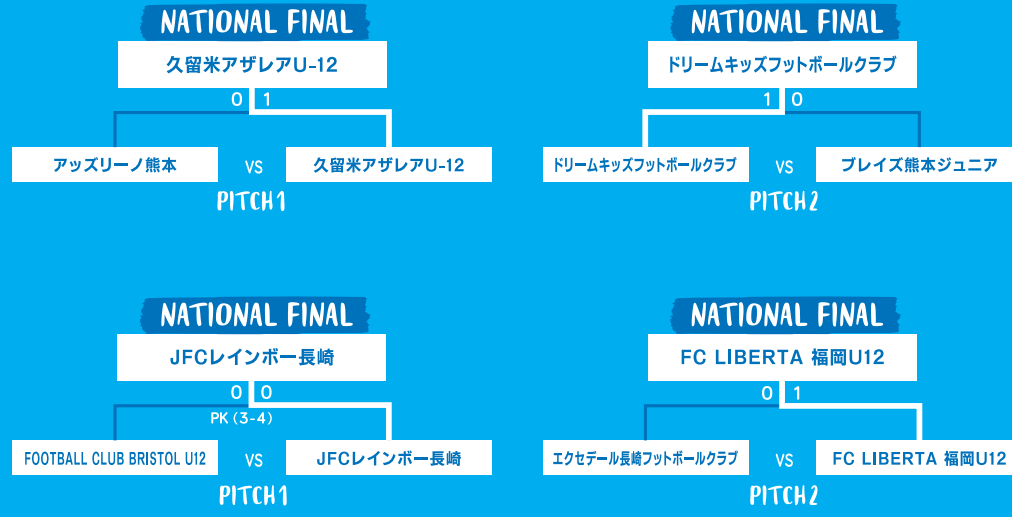 NATIONAL FINAL
久留米アザレアU-12
0 1
アッズリーノ熊本 VS 久留米アザレアU-12
PITCH1
NATIONAL FINAL
ドリームキッズフットボールクラブ
1 0
ドリームキッズフットボールクラブ VS ブレイズ熊本ジュニア
PITCH2
NATIONAL FINAL
JFCレインボー長崎
0 0
PK (3-4)
FOOTBALL CLUB BRISTOL U12 VS JFCレインボー長崎
PITCH1
NATIONAL FINAL
FC LIBERTA 福岡U12
0 1
エクセデール長崎フットボールクラブ VS FC LIBERTA 福岡U12
PITCH2